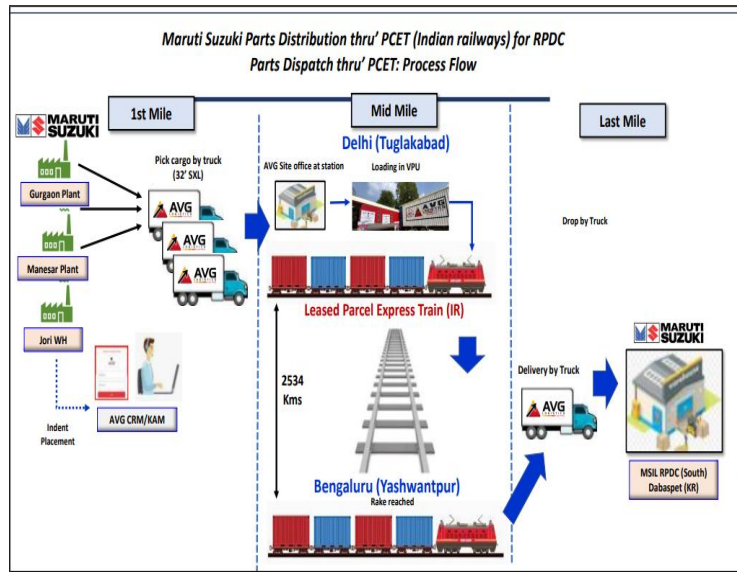 Maruti Suzuki Parts Distribution thru' PCET (Indian railways) for RPDC
Parts Dispatch thru' PCET: Process Flow
1st Mile
Mid Mile
Last Mile
MARUTI
SUZUKI
Gurgaon Plant
Manesar Plant
Jori WH
Indent
Placement
AVG CRM/KAM
Pick cargo by truck
(32' SXL)
AVG
AVG
AVG
Delhi (Tuglakabad)
AVG Site office at station
Loading in VPU
AVG
Leased Parcel Express Train (IR)
2534
Kms
Bengaluru (Yashwantpur)
Rake reached
Drop by Truck
Delivery by Truck
AVG
MARUTI
SUZUKI
MSIL RPDC (South)
Dabaspet (KR)